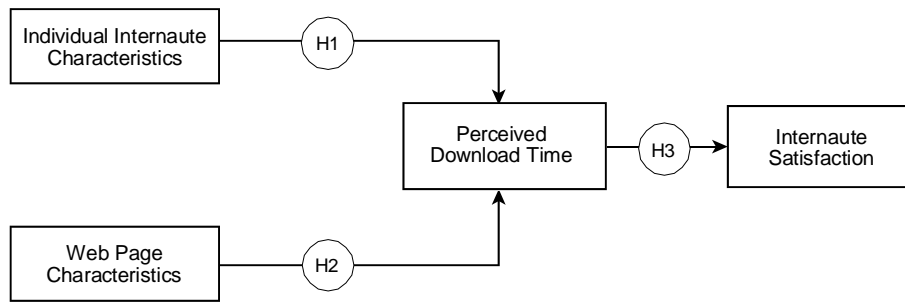 Individual Internaute
Characteristics
H1
Perceived
Download Time
H3
Internaute
Satisfaction
Web Page
Characteristics
H2